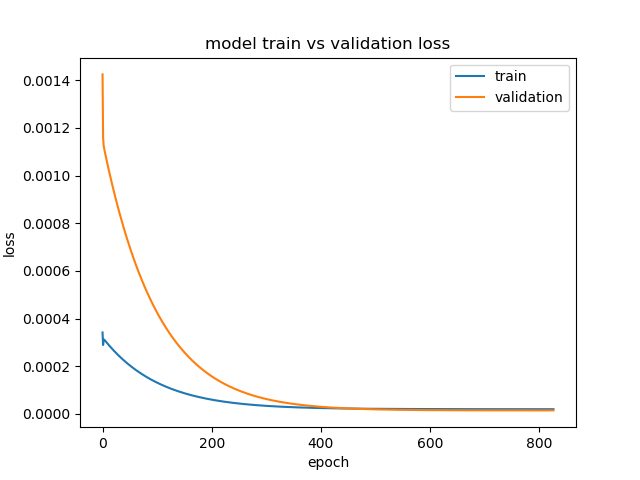 model train vs validation loss
train
validation
0.0014
0.0012
0.0010
0.0008
0.0006
0.0004
0.0002
0.0000
loss
0 200 400 600 800
epoch